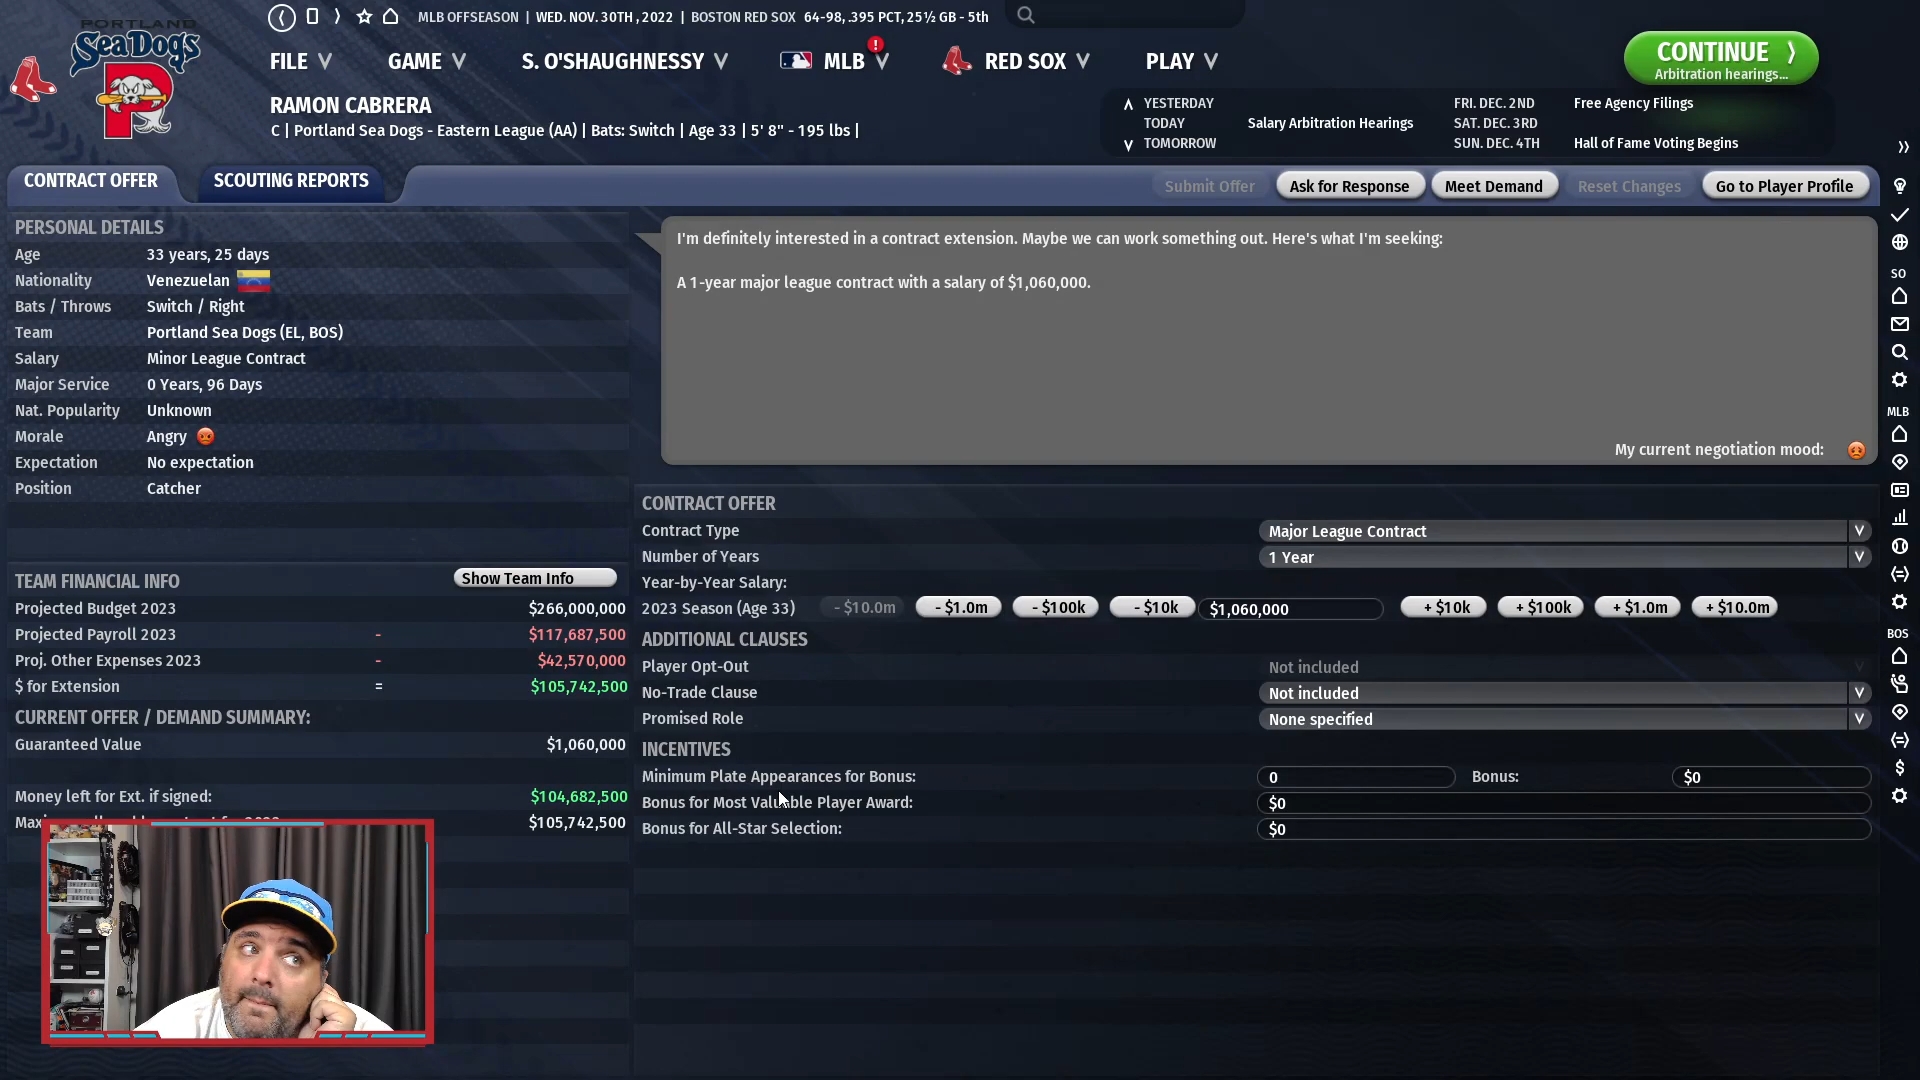 PORTLAND
Sea Dogs
P
MLB OFFSEASON | WED. NOV. 30TH , 2022 | BOSTON RED SOX 64-98, .395 PCT, 25½ GB - 5th
FILE
GAME
S. O'SHAUGHNESSY
MLB
!
RED SOX
PLAY
CONTINUE
Arbitration hearings...
RAMON CABRERA
C | Portland Sea Dogs - Eastern League (AA) | Bats: Switch | Age 33 | 5' 8" - 195 lbs |
YESTERDAY
TODAY Salary Arbitration Hearings
TOMORROW
FRI. DEC. 2ND Free Agency Filings
SAT. DEC. 3RD
SUN. DEC. 4TH Hall of Fame Voting Begins
CONTRACT OFFER
SCOUTING REPORTS
Submit Offer
Ask for Response
Meet Demand
Reset Changes
Go to Player Profile
PERSONAL DETAILS
Age 33 years, 25 days
Nationality Venezuelan
Bats / Throws Switch / Right
Team Portland Sea Dogs (EL, BOS)
Salary Minor League Contract
Major Service 0 Years, 96 Days
Nat. Popularity Unknown
Morale Angry
Expectation No expectation
Position Catcher
TEAM FINANCIAL INFO
Show Team Info
Projected Budget 2023 $266,000,000
Projected Payroll 2023 - $117,687,500
Proj. Other Expenses 2023 - $42,570,000
$ for Extension = $105,742,500
CURRENT OFFER / DEMAND SUMMARY:
Guaranteed Value $1,060,000
Money left for Ext. if signed: $104,682,500
$105,742,500
I'm definitely interested in a contract extension. Maybe we can work something out. Here's what I'm seeking:
A 1-year major league contract with a salary of $1,060,000.
My current negotiation mood:
CONTRACT OFFER
Contract Type Major League Contract
Number of Years 1 Year
Year-by-Year Salary:
2023 Season (Age 33) - $10.0m - $1.0m - $100k - $10k $1,060,000 + $10k + $100k + $1.0m + $10.0m
ADDITIONAL CLAUSES
Player Opt-Out Not included
No-Trade Clause Not included
Promised Role None specified
INCENTIVES
Minimum Plate Appearances for Bonus: 0 Bonus: $0
Bonus for Most Valuable Player Award: $0
Bonus for All-Star Selection: $0
SO
MLB
BOS